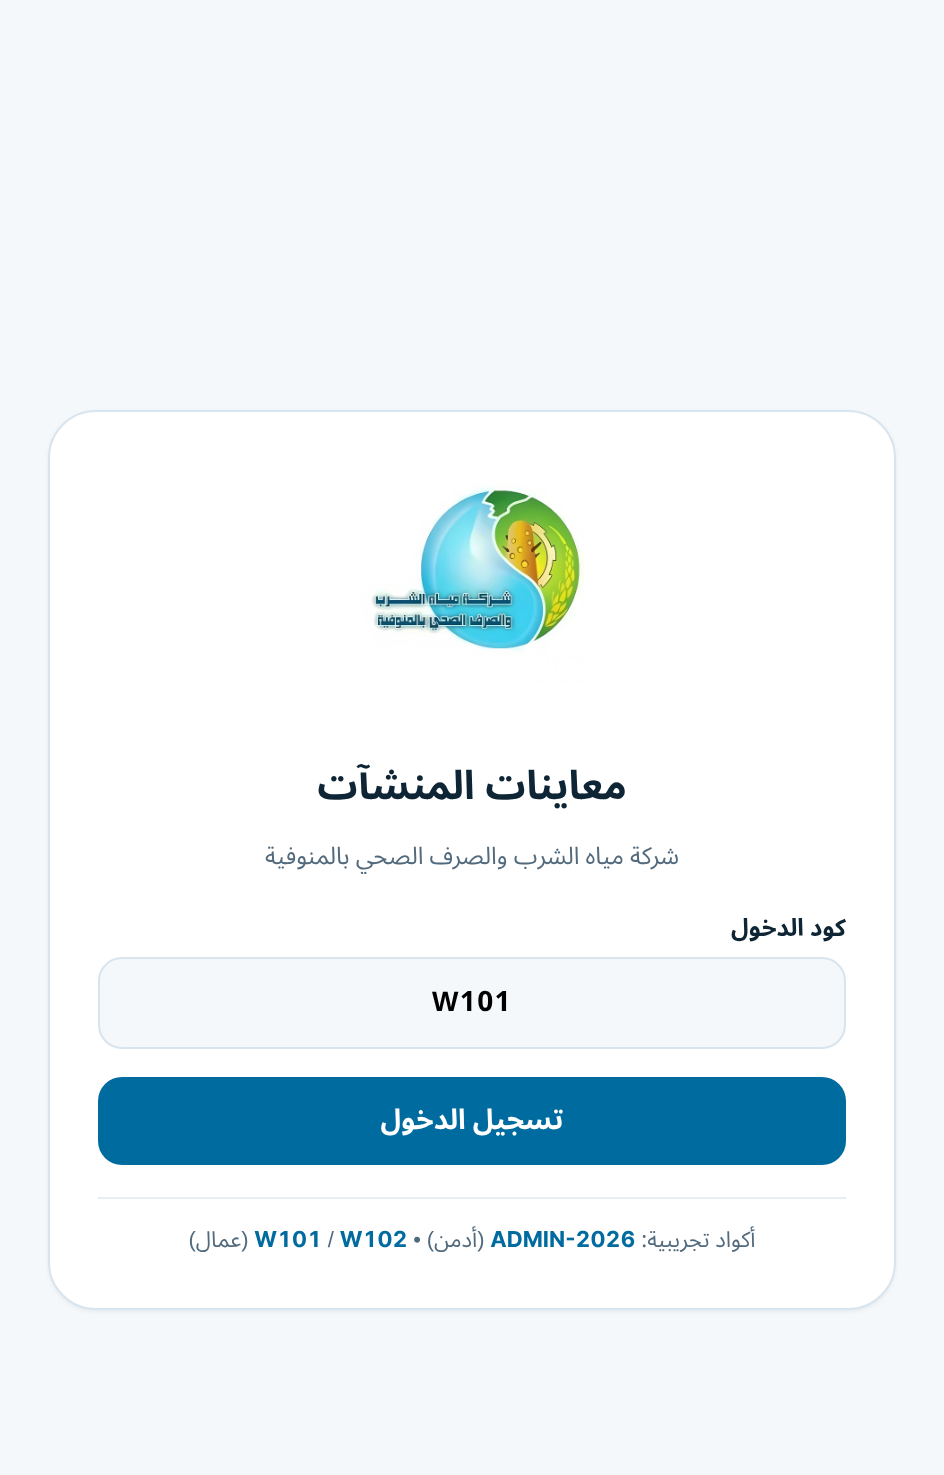 شركة مياه الشرب
والصرف الصحي بالمنوفية
معاينات المنشآت
شركة مياه الشرب والصرف الصحي بالمنوفية
كود الدخول
W101
تسجيل الدخول
أكواد تجريبية: ADMIN-2026 (أدمن) • W101 / W102 (عمال)